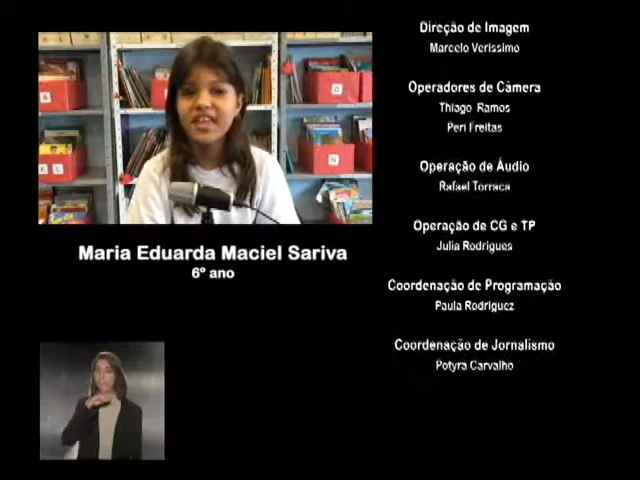 Direção de Imagem
Marcelo Veríssimo
Operadores de Câmera
Thiago Ramos
Peri Freitas
Operação de Áudio
Rafael Torraca
Operação de CG e TP
Julia Rodrigues
Coordenação de Programação
Paula Rodriguez
Coordenação de Jornalismo
Potyra Carvalho
Maria Eduarda Maciel Sariva
6º ano
B
D
N